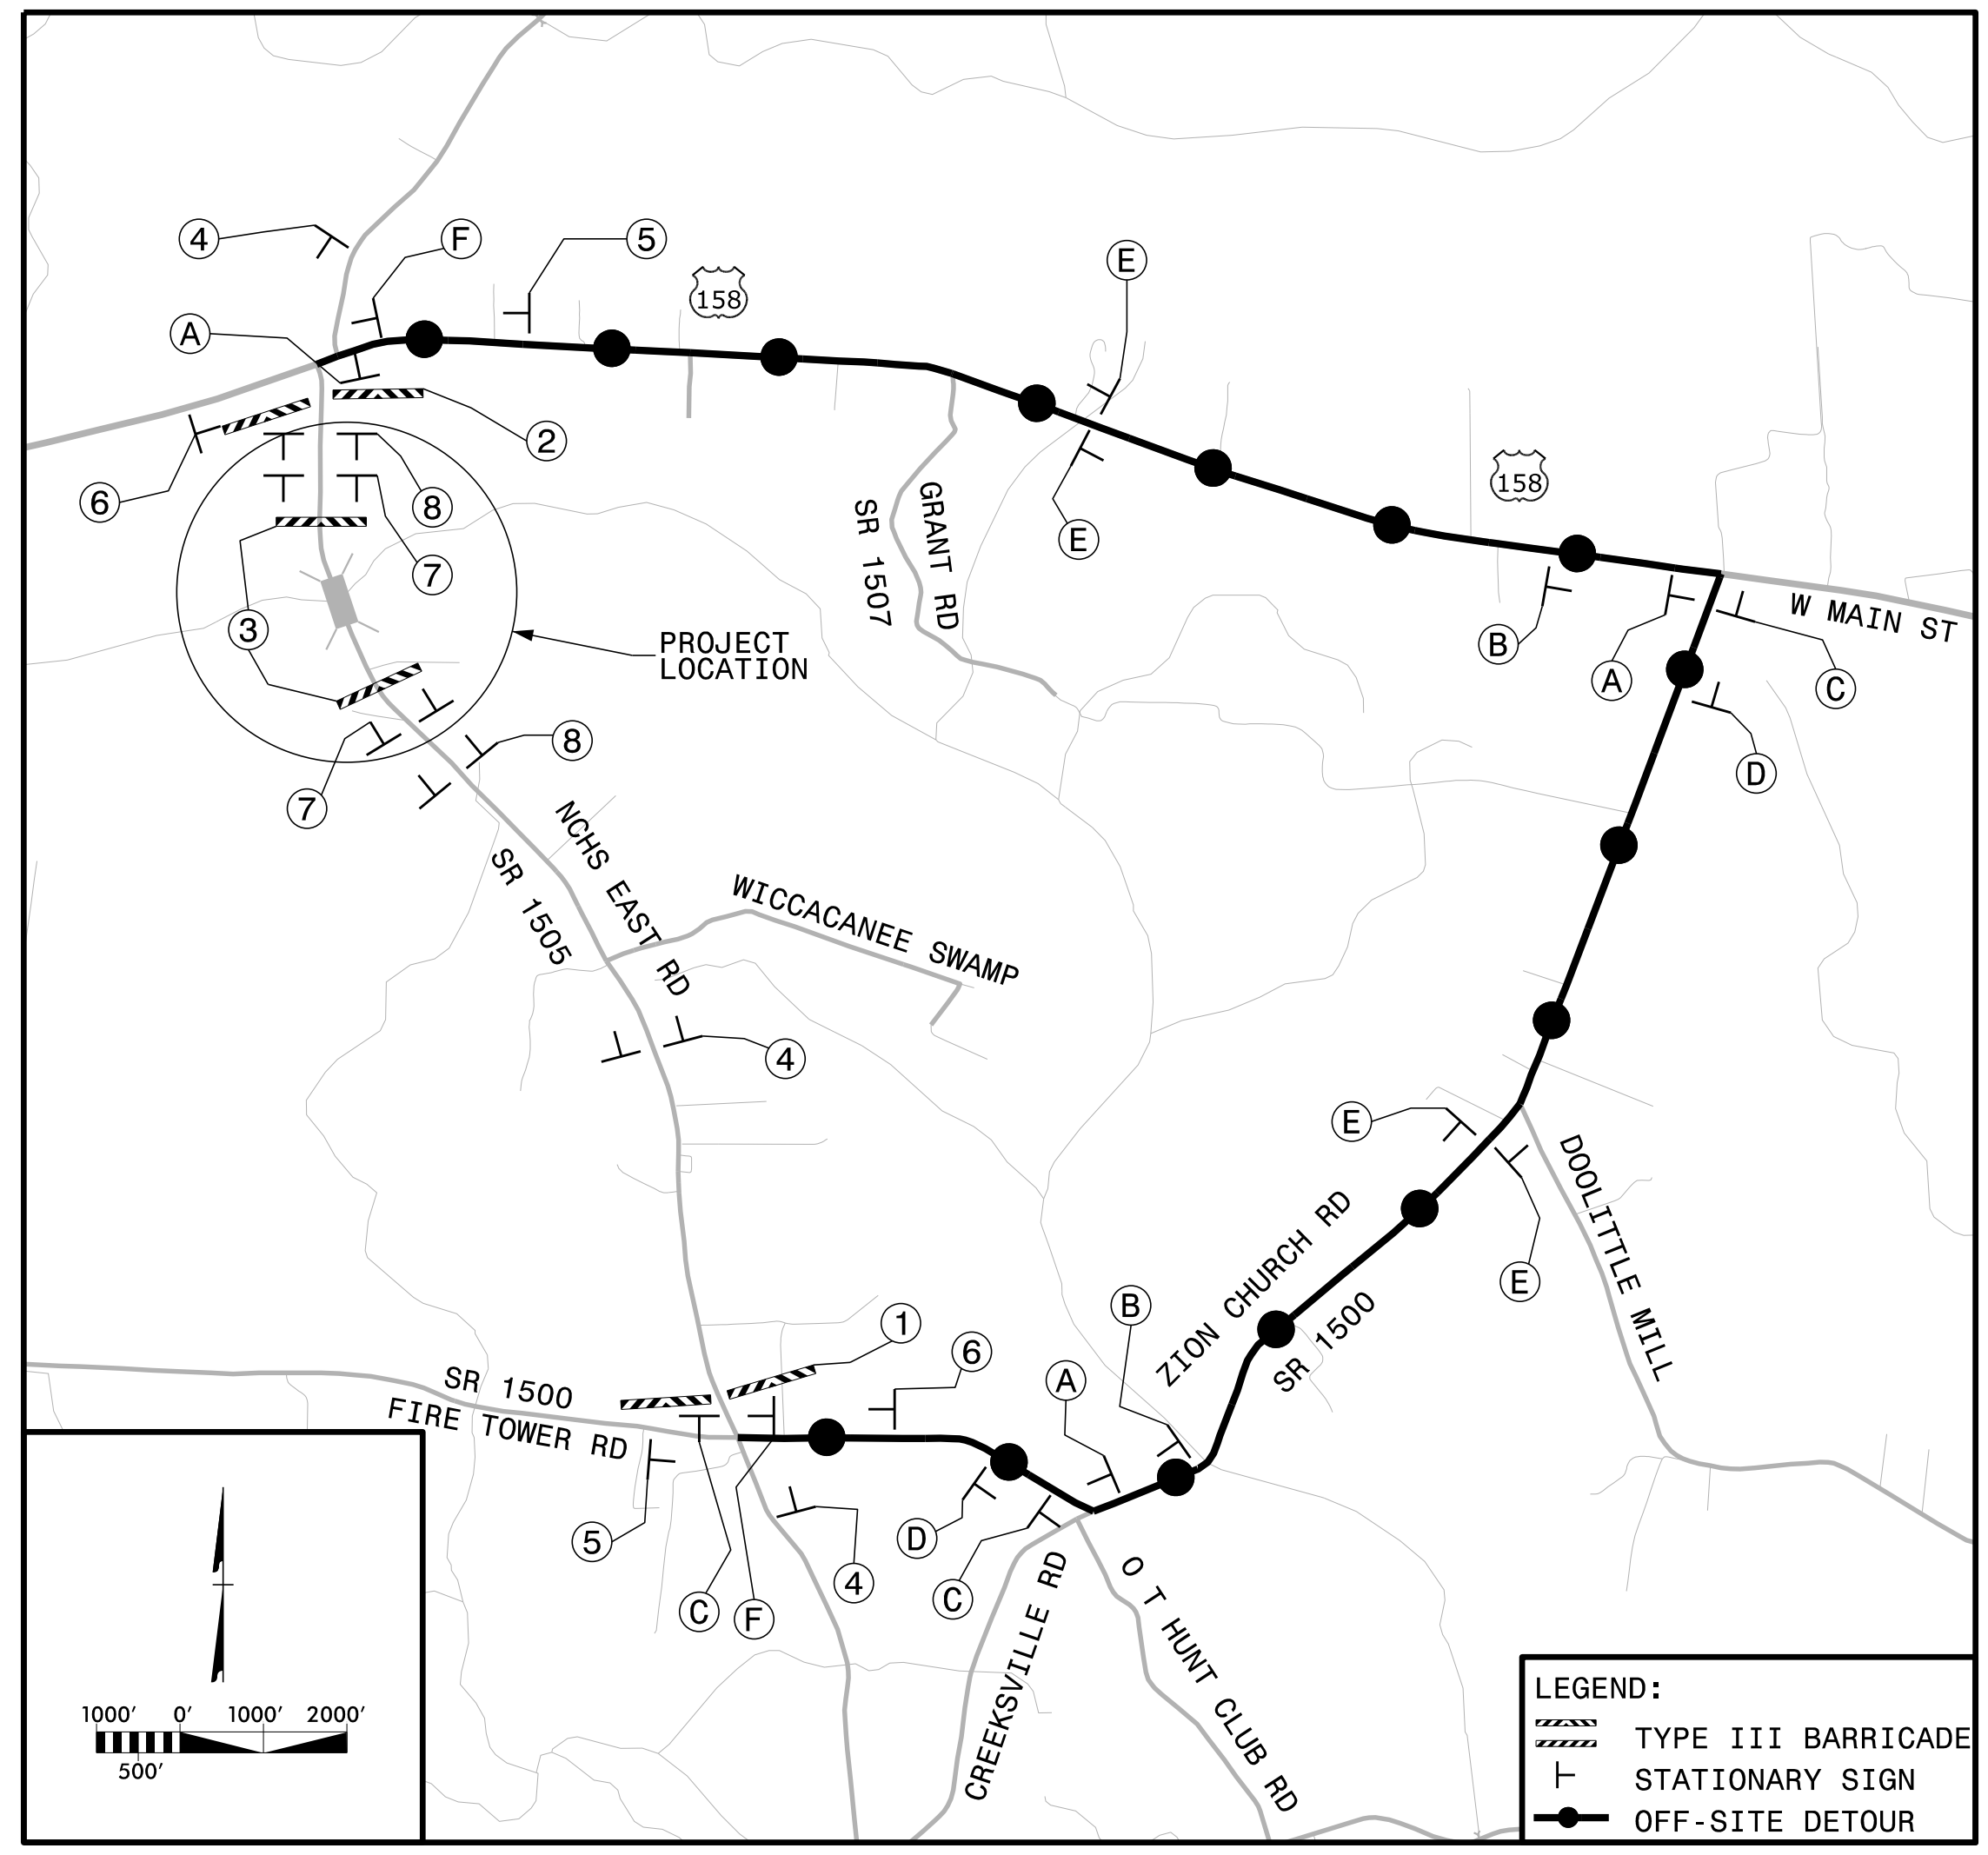 4
F
5
E
158
A
2
6
8
158
GRANT RD
SR 1507
E
7
3
PROJECT
LOCATION
W MAIN ST
B
A
C
8
D
7
NCHS EAST RD
SR 1505
WICCACANEE SWAMP
4
E
DOOLITTLE MILL
ZION CHURCH RD
E
SR 1500
B
1
6
SR 1500
FIRE TOWER RD
A
5
D
C
C
F
4
CREEKSVILLE RD
O T HUNT CLUB RD
1000' 0' 1000' 2000'
500'
LEGEND:
TYPE III BARRICADE
STATIONARY SIGN
OFF-SITE DETOUR